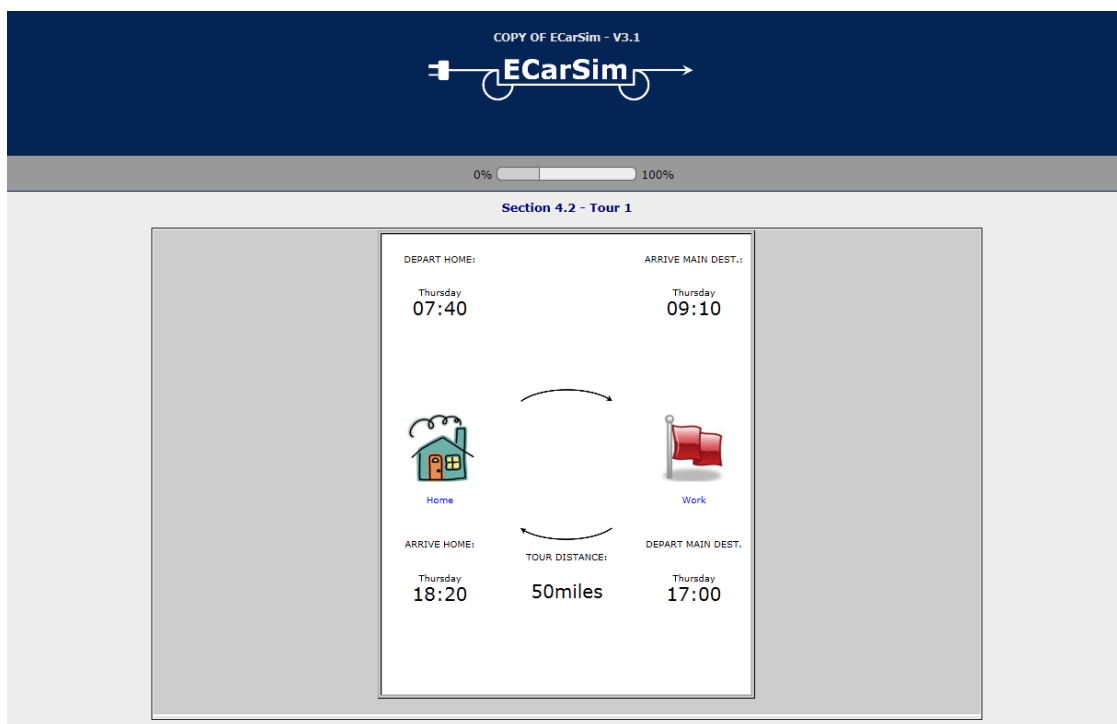 COPY OF ECarSim - V3.1
ECarSim
0% 100%
Section 4.2 - Tour 1
DEPART HOME: ARRIVE MAIN DEST.:
Thursday Thursday
07:40 09:10
Home Work
ARRIVE HOME: DEPART MAIN DEST.
TOUR DISTANCE:
Thursday Thursday
18:20 50miles 17:00